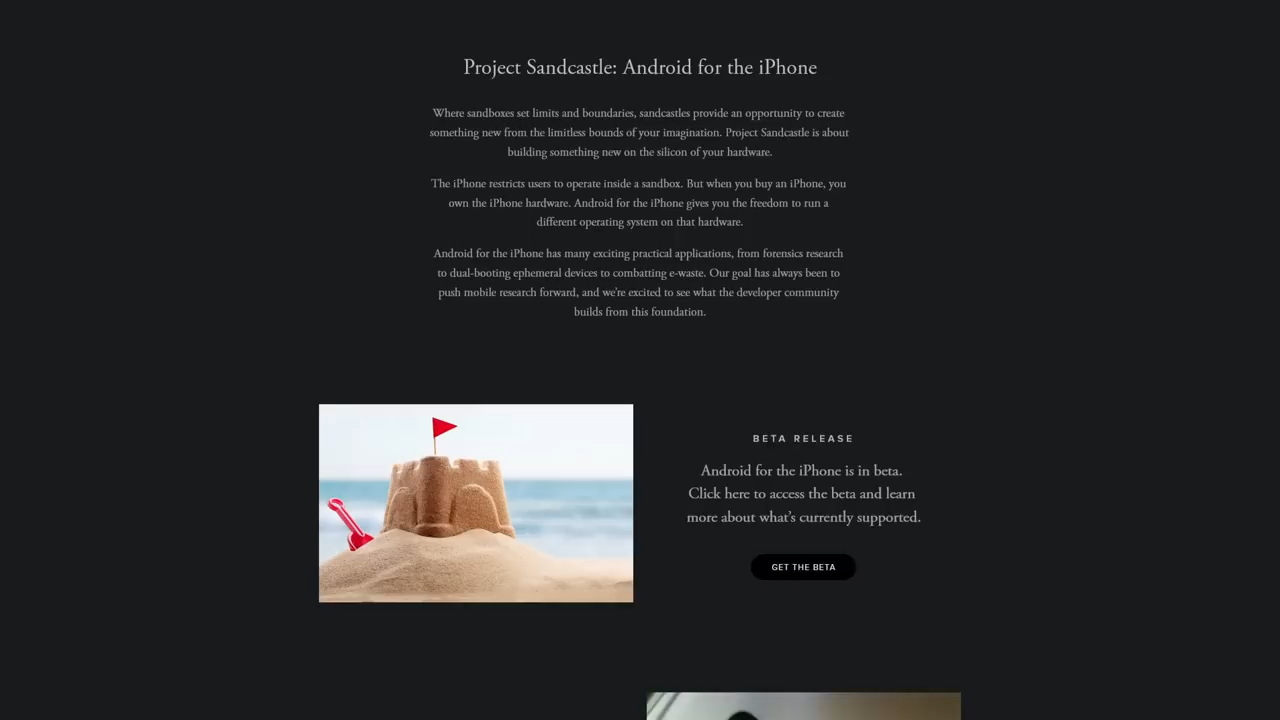 Project Sandcastle: Android for the iPhone
Where sandboxes set limits and boundaries, sandcastles provide an opportunity to create
something new from the limitless bounds of your imagination. Project Sandcastle is about
building something new on the silicon of your hardware.
The iPhone restricts users to operate inside a sandbox. But when you buy an iPhone, you
own the iPhone hardware. Android for the iPhone gives you the freedom to run a
different operating system on that hardware.
Android for the iPhone has many exciting practical applications, from forensics research
to dual-booting ephemeral devices to combatting e-waste. Our goal has always been to
push mobile research forward, and we're excited to see what the developer community
builds from this foundation.
BETA RELEASE
Android for the iPhone is in beta.
Click here to access the beta and learn
more about what's currently supported.
GET THE BETA